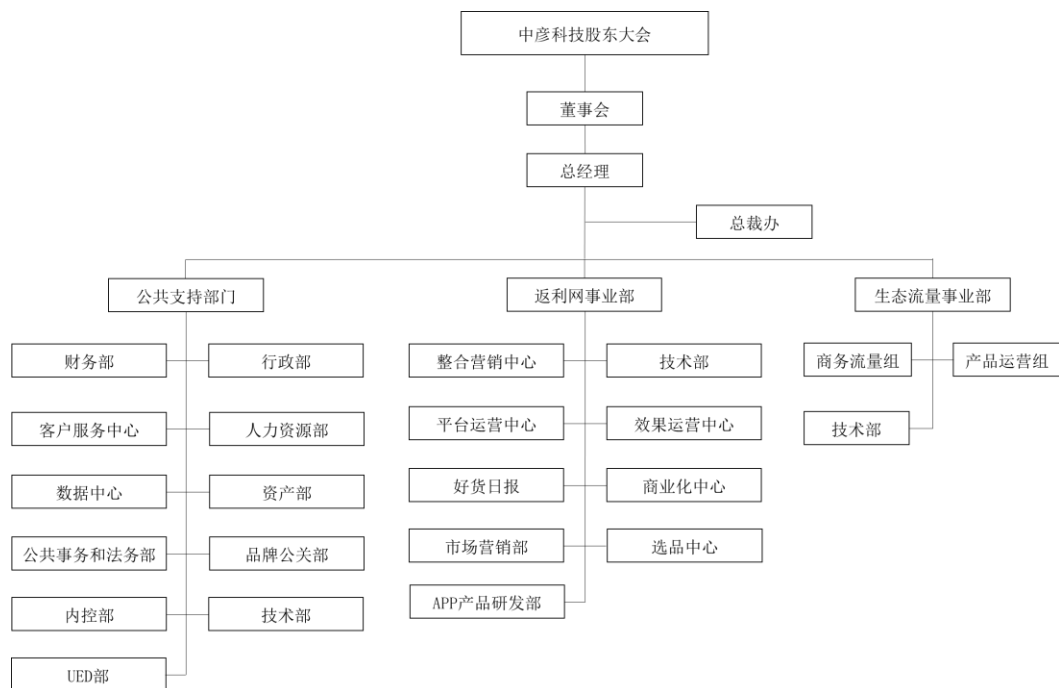 中彦科技股东大会
董事会
总经理
总裁办
公共支持部门
返利网事业部
生态流量事业部
财务部
行政部
整合营销中心
技术部
商务流量组
产品运营组
客户服务中心
人力资源部
平台运营中心
效果运营中心
技术部
数据中心
资产部
好货日报
商业化中心
公共事务和法务部
品牌公关部
市场营销部
选品中心
内控部
技术部
APP产品研发部
UED部